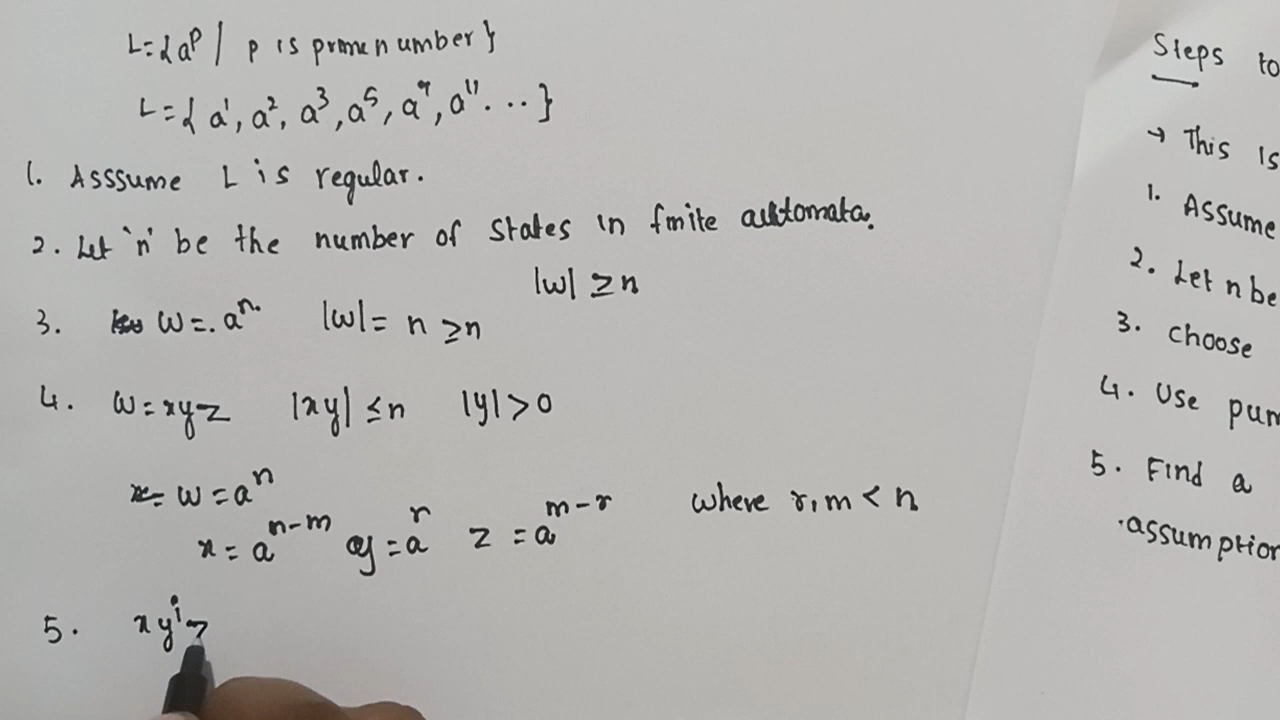 L={a^p / p is prime number}
L={ a^1, a^2, a^3, a^5, a^7, a^11 ... }
1. Asssume L is regular.
2. Let 'n' be the number of states in finite automata.
|w| ≥ n
3. w = a^n. |w| = n ≥ n
4. w = xyz |xy| ≤ n |y| > 0
w = a^n
x = a^n-m y = a^r z = a^m-r where r, m < n
5. xy^iz
Steps to
→ This is
1. Assume
2. Let n be
3. Choose
4. Use
5. Find a
assumption